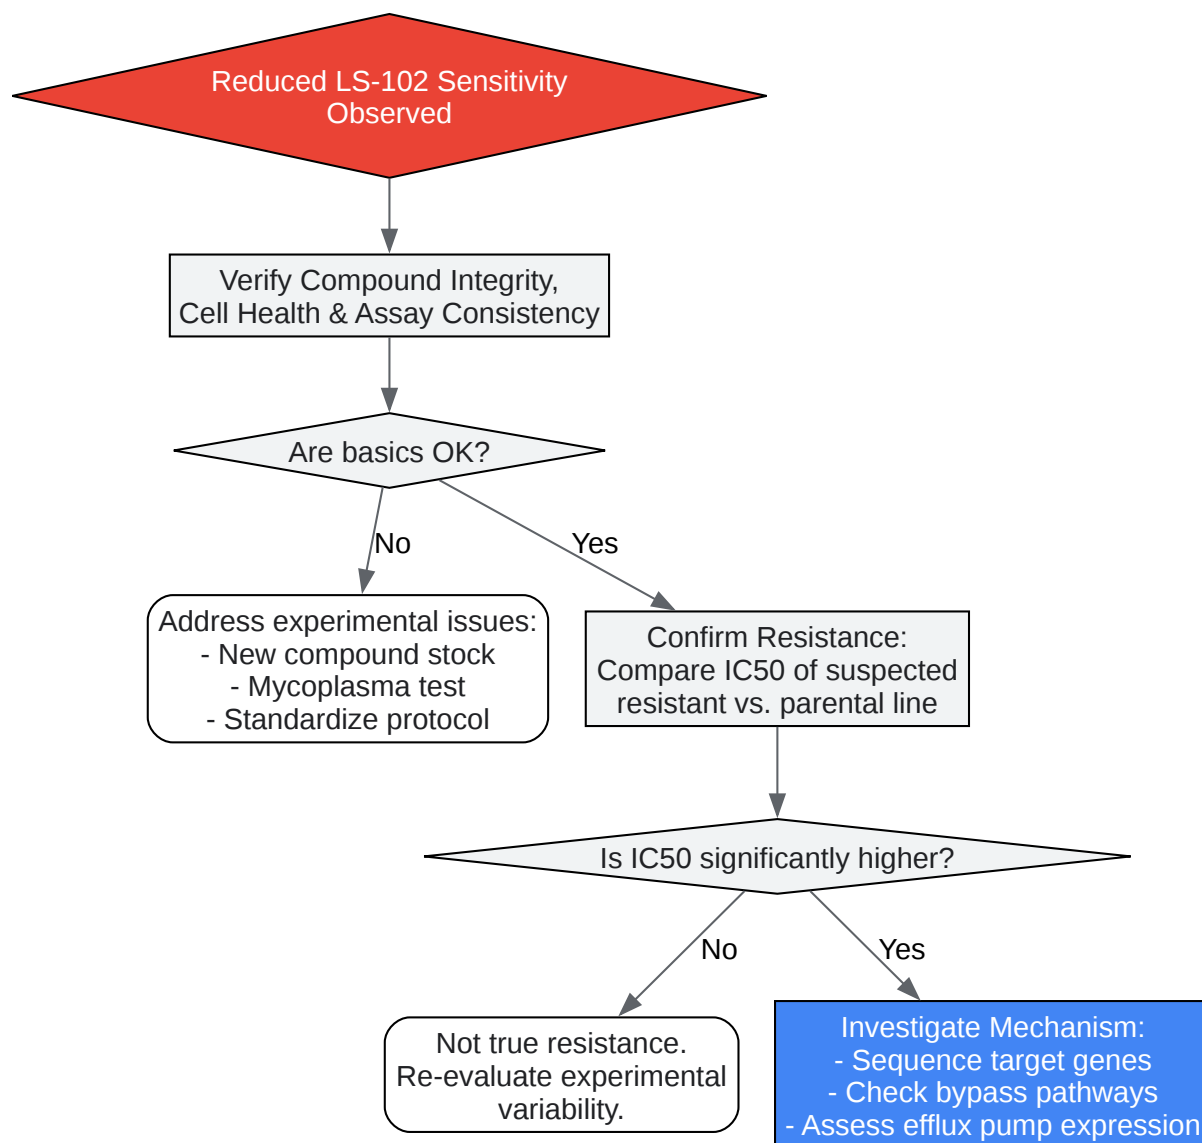 Reduced LS-102 Sensitivity
Observed
Verify Compound Integrity,
Cell Health & Assay Consistency
Are basics OK?
No
Yes
Address experimental issues:
- New compound stock
- Mycoplasma test
- Standardize protocol
Confirm Resistance:
Compare IC50 of suspected
resistant vs. parental line
Is IC50 significantly higher?
No
Yes
Not true resistance.
Re-evaluate experimental
variability.
Investigate Mechanism:
- Sequence target genes
- Check bypass pathways
- Assess efflux pump expression